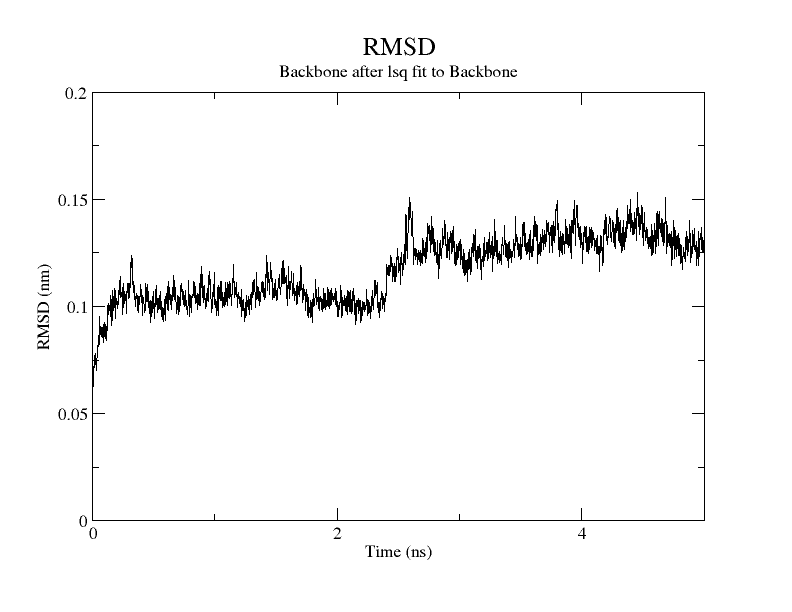 RMSD
Backbone after lsq fit to Backbone
0.2
0.15
0.1
0.05
0
RMSD (nm)
0 2 4
Time (ns)